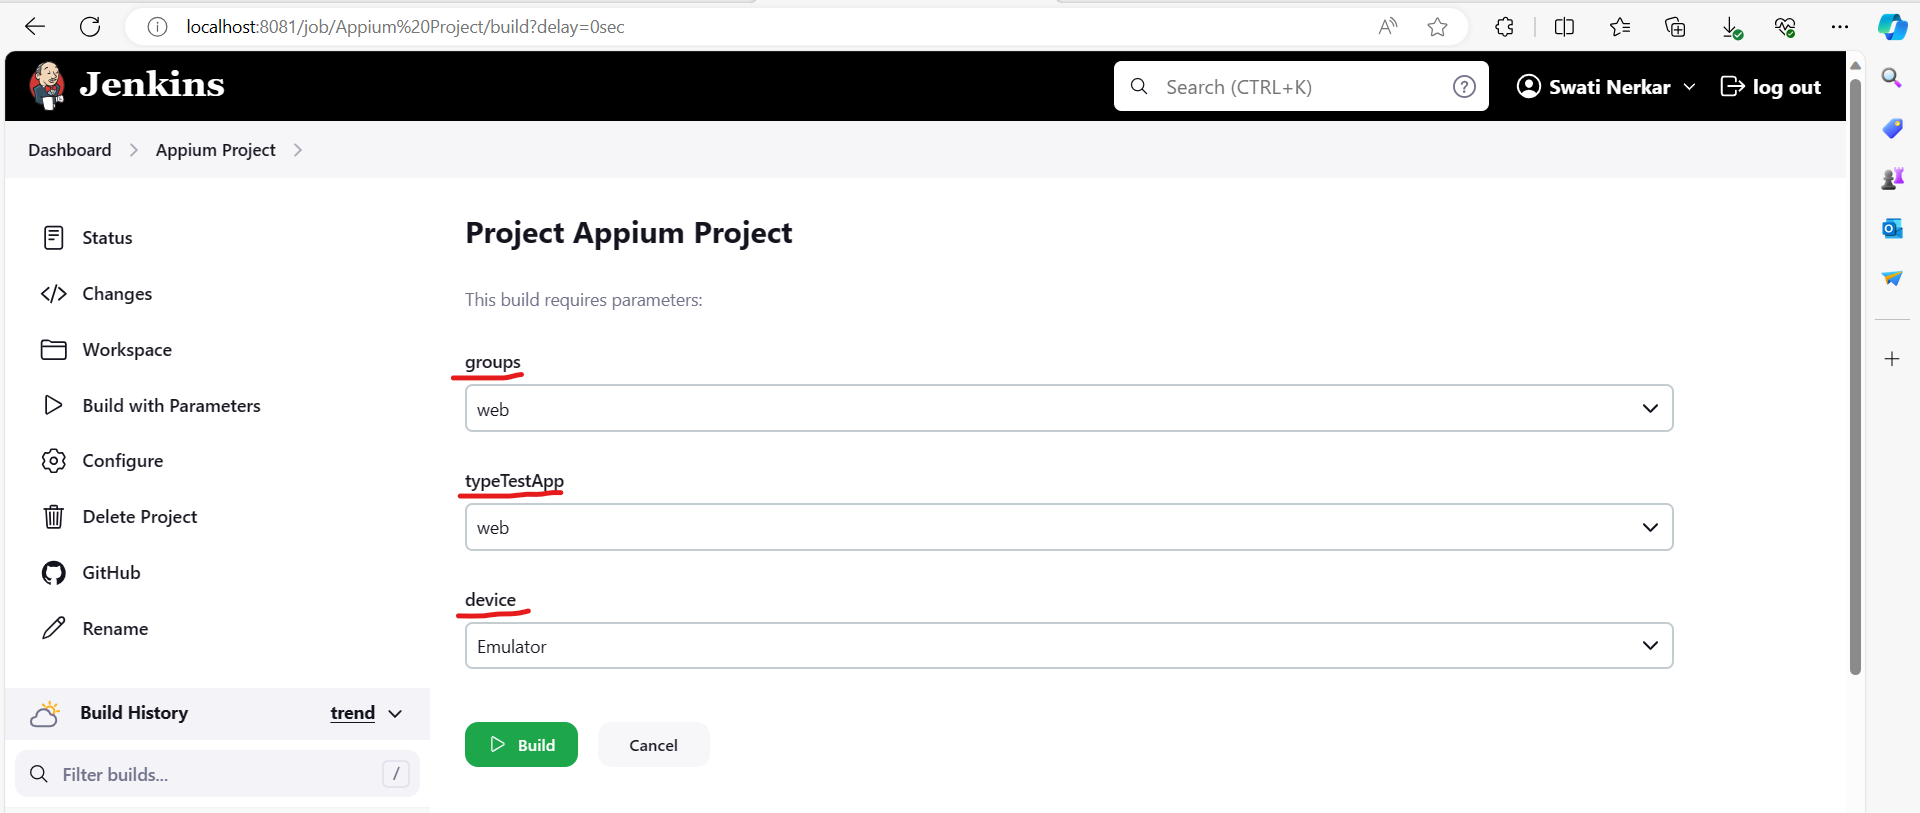 localhost:8081/job/Appium%20Project/build?delay=0sec
Jenkins
Search (CTRL+K)
?
Swati Nerkar
log out
Dashboard
Appium Project
Status
Changes
Workspace
Build with Parameters
Configure
Delete Project
GitHub
Rename
Build History
trend
Filter builds...
/
Project Appium Project
This build requires parameters:
groups
web
typeTestApp
web
device
Emulator
Build
Cancel